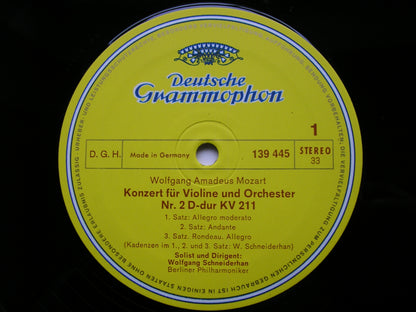 Deutsche
Grammophon
1
D. G. H.
Made in Germany
139 445
STEREO
33
Wolfgang Amadeus Mozart
Konzert für Violine und Orchester
Nr. 2 D-dur KV 211
1. Satz: Allegro moderato
2. Satz: Andante
3. Satz. Rondeau. Allegro
(Kadenzen im 1., 2. und 3. Satz: W. Schneiderhan)
Solist und Dirigent:
Wolfgang Schneiderhan
Berliner Philharmoniker